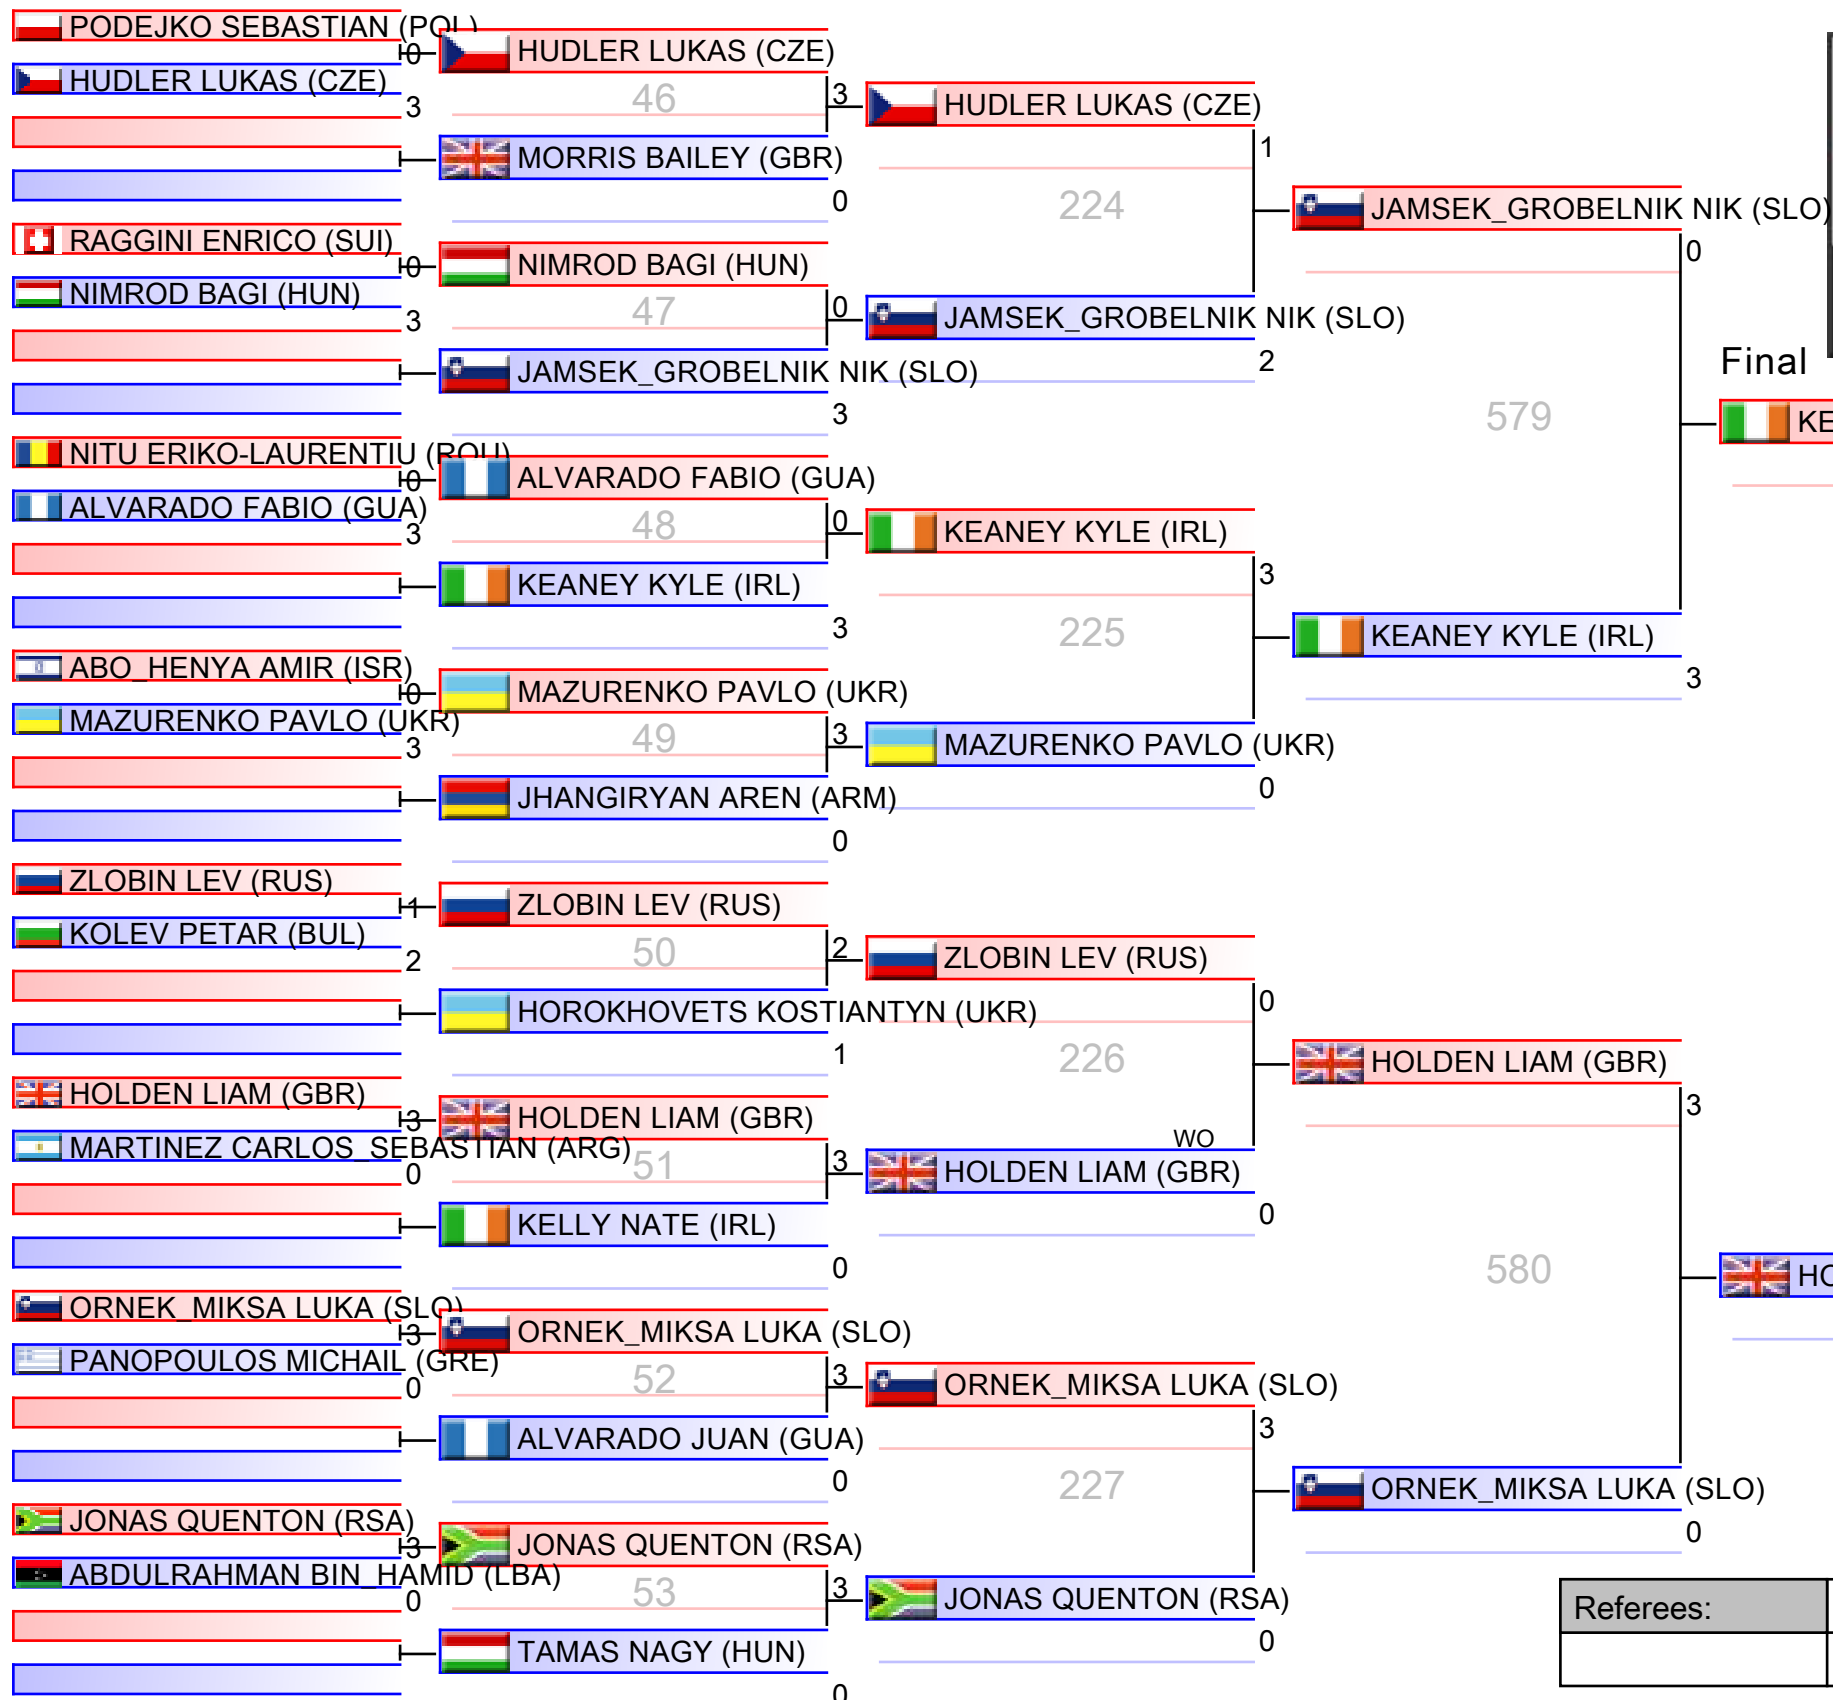 PODEJKO SEBASTIAN (POL)
0
HUDLER LUKAS (CZE)
3
RAGGINI ENRICO (SUI)
0
NIMROD BAGI (HUN)
3
NITU ERIKO-LAURENTIU (ROU)
0
ALVARADO FABIO (GUA)
3
ABO_HENYA AMIR (ISR)
0
MAZURENKO PAVLO (UKR)
3
ZLOBIN LEV (RUS)
1
KOLEV PETAR (BUL)
2
HOLDEN LIAM (GBR)
3
MARTINEZ CARLOS_SEBASTIAN (ARG)
0
ORNEK_MIKSA LUKA (SLO)
3
PANOPOULOS MICHAIL (GRE)
0
JONAS QUENTON (RSA)
3
ABDULRAHMAN BIN_HAMID (LBA)
0
HUDLER LUKAS (CZE)
46
3
MORRIS BAILEY (GBR)
0
NIMROD BAGI (HUN)
47
0
JAMSEK_GROBELNIK NIK (SLO)
3
ALVARADO FABIO (GUA)
48
0
KEANEY KYLE (IRL)
3
MAZURENKO PAVLO (UKR)
49
3
JHANGIRYAN AREN (ARM)
0
ZLOBIN LEV (RUS)
50
2
HOROKHOVETS KOSTIANTYN (UKR)
1
HOLDEN LIAM (GBR)
51
3
KELLY NATE (IRL)
0
ORNEK_MIKSA LUKA (SLO)
52
3
ALVARADO JUAN (GUA)
0
JONAS QUENTON (RSA)
53
3
TAMAS NAGY (HUN)
0
HUDLER LUKAS (CZE)
1
224
JAMSEK_GROBELNIK NIK (SLO)
2
KEANEY KYLE (IRL)
3
225
MAZURENKO PAVLO (UKR)
0
ZLOBIN LEV (RUS)
0
226
WO
HOLDEN LIAM (GBR)
0
ORNEK_MIKSA LUKA (SLO)
3
227
JONAS QUENTON (RSA)
0
JAMSEK_GROBELNIK NIK (SLO)
0
579
KEANEY KYLE (IRL)
3
HOLDEN LIAM (GBR)
3
580
ORNEK_MIKSA LUKA (SLO)
0
Final
KE
HO
Referees: